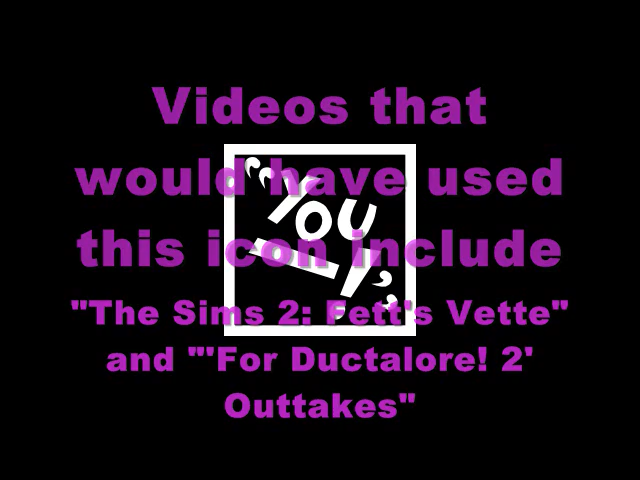 Videos that
would have used
this icon include
"The Sims 2: Fett's Vette"
and "'For Ductalore! 2'
Outtakes"
"You